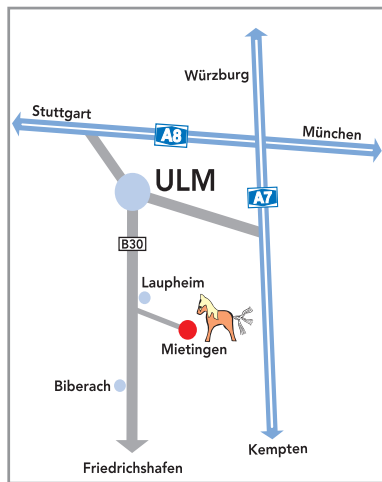 Würzburg
Stuttgart
A8
München
ULM
A7
B30
Laupheim
Mietingen
Biberach
Kempten
Friedrichshafen